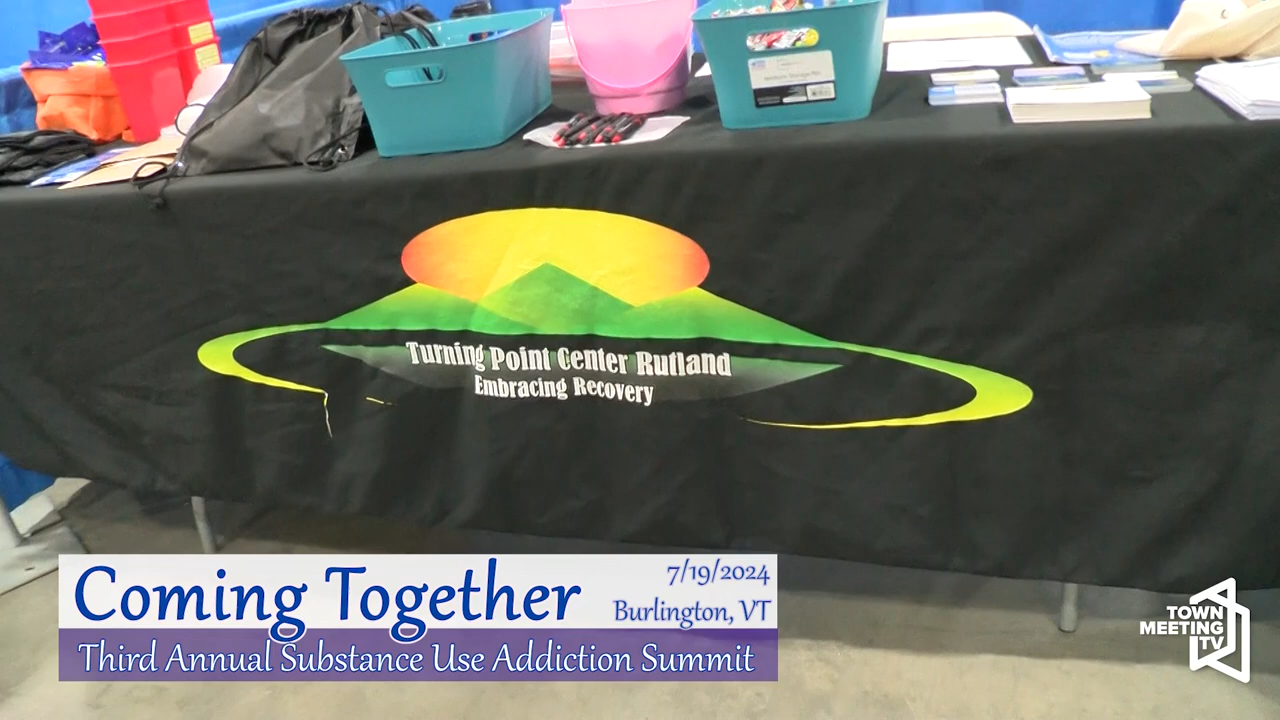 Turning Point Center Rutland
Embracing Recovery
Coming Together
7/19/2024
Burlington, VT
Third Annual Substance Use Addiction Summit
TOWN
MEETING
TV